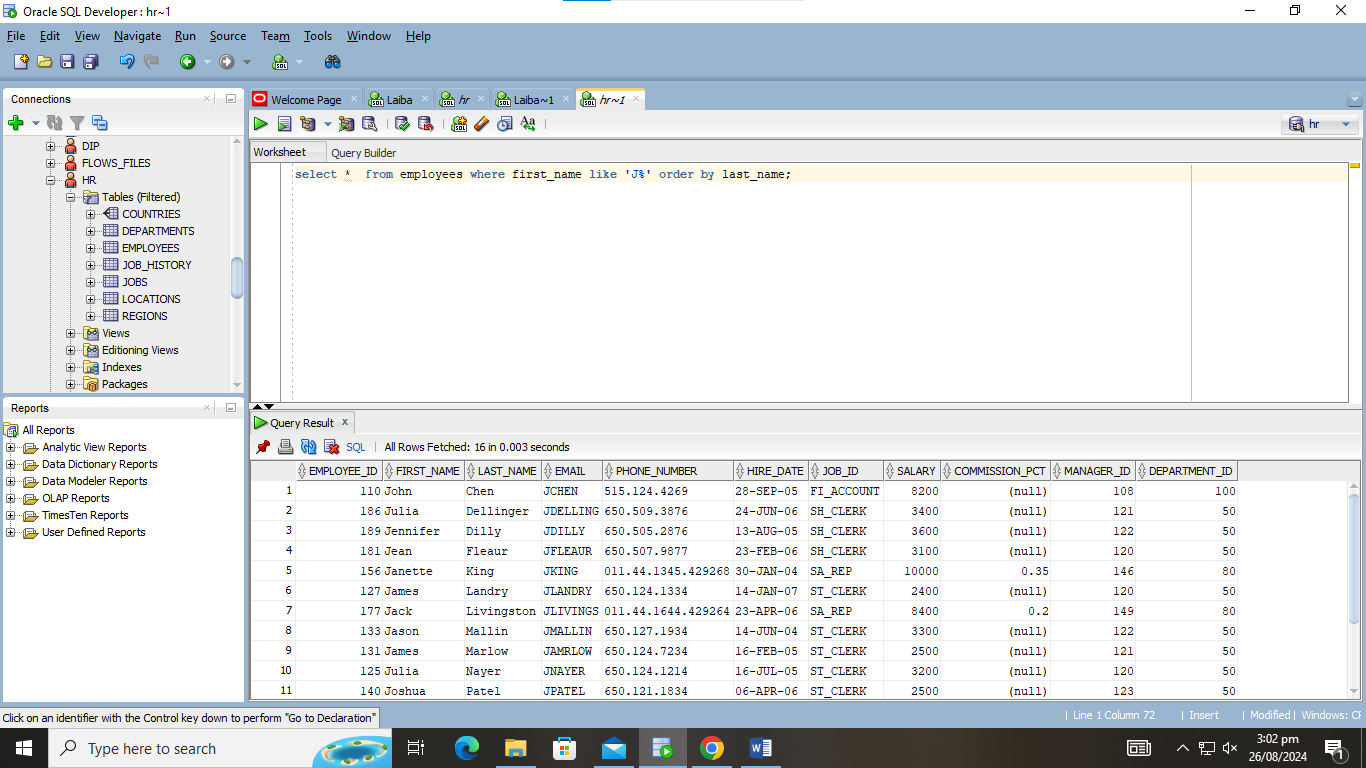 Oracle SQL Developer : hr~1
File Edit View Navigate Run Source Team Tools Window Help
Connections
Welcome Page Laiba hr Laiba~1 hr~1
hr
Worksheet Query Builder
select * from employees where first_name like 'J%' order by last_name;
DIP
FLOWS_FILES
HR
Tables (Filtered)
COUNTRIES
DEPARTMENTS
EMPLOYEES
JOB_HISTORY
JOBS
LOCATIONS
REGIONS
Views
Editioning Views
Indexes
Packages
Reports
All Reports
Analytic View Reports
Data Dictionary Reports
Data Modeler Reports
OLAP Reports
TimesTen Reports
User Defined Reports
Query Result
SQL | All Rows Fetched: 16 in 0.003 seconds
EMPLOYEE_ID FIRST_NAME LAST_NAME EMAIL PHONE_NUMBER HIRE_DATE JOB_ID SALARY COMMISSION_PCT MANAGER_ID DEPARTMENT_ID
1 110 John Chen JCHEN 515.124.4269 28-SEP-05 FI_ACCOUNT 8200 (null) 108 100
2 186 Julia Dellinger JDELLING 650.509.3876 24-JUN-06 SH_CLERK 3400 (null) 121 50
3 189 Jennifer Dilly JDILLY 650.505.2876 13-AUG-05 SH_CLERK 3600 (null) 122 50
4 181 Jean Fleaur JFLEAUR 650.507.9877 23-FEB-06 SH_CLERK 3100 (null) 120 50
5 156 Janette King JKING 011.44.1345.429268 30-JAN-04 SA_REP 10000 0.35 146 80
6 127 James Landry JLANDRY 650.124.1334 14-JAN-07 ST_CLERK 2400 (null) 120 50
7 177 Jack Livingston JLIVINGS 011.44.1644.429264 23-APR-06 SA_REP 8400 0.2 149 80
8 133 Jason Mallin JMALLIN 650.127.1934 14-JUN-04 ST_CLERK 3300 (null) 122 50
9 131 James Marlow JAMRLOW 650.124.7234 16-FEB-05 ST_CLERK 2500 (null) 121 50
10 125 Julia Nayer JNAYER 650.124.1214 16-JUL-05 ST_CLERK 3200 (null) 120 50
11 140 Joshua Patel JPATEL 650.121.1834 06-APR-06 ST_CLERK 2500 (null) 123 50
Click on an identifier with the Control key down to perform "Go to Declaration"
| Line 1 Column 72 | Insert | Modified | Windows: CF
Type here to search
3:02 pm
26/08/2024
1